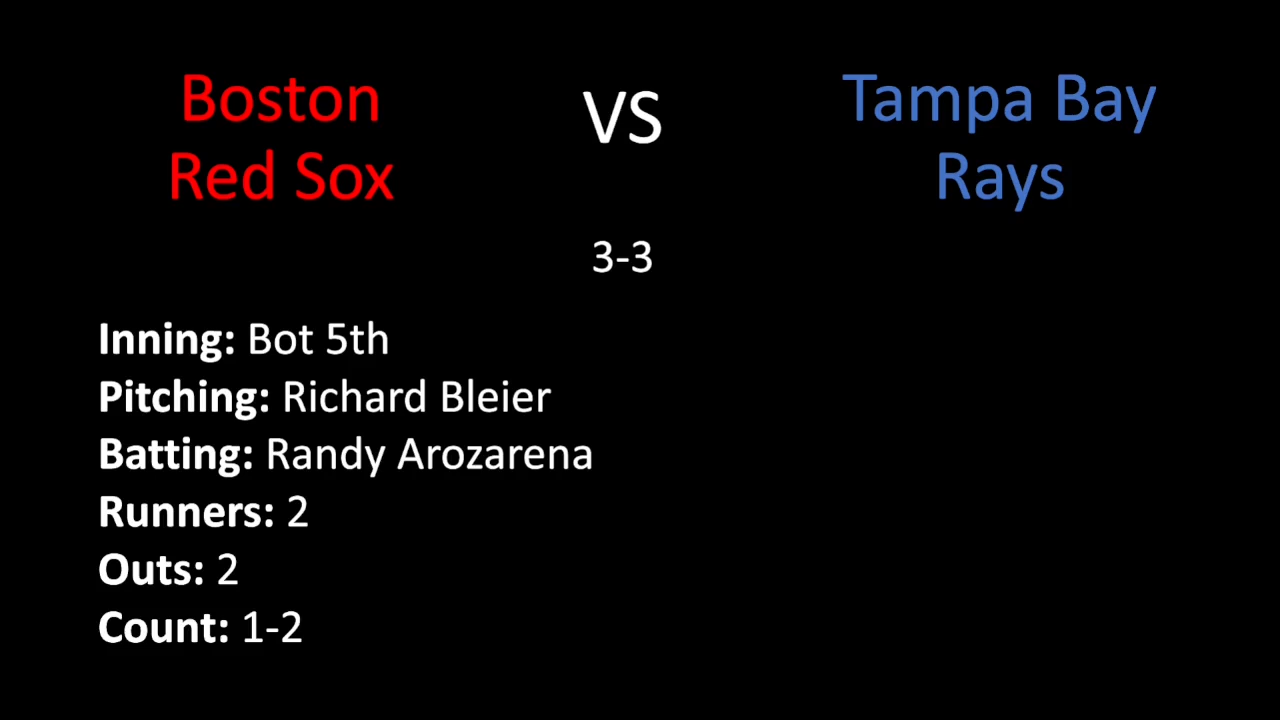 Boston
Red Sox
VS
Tampa Bay
Rays
3-3
Inning: Bot 5th
Pitching: Richard Bleier
Batting: Randy Arozarena
Runners: 2
Outs: 2
Count: 1-2